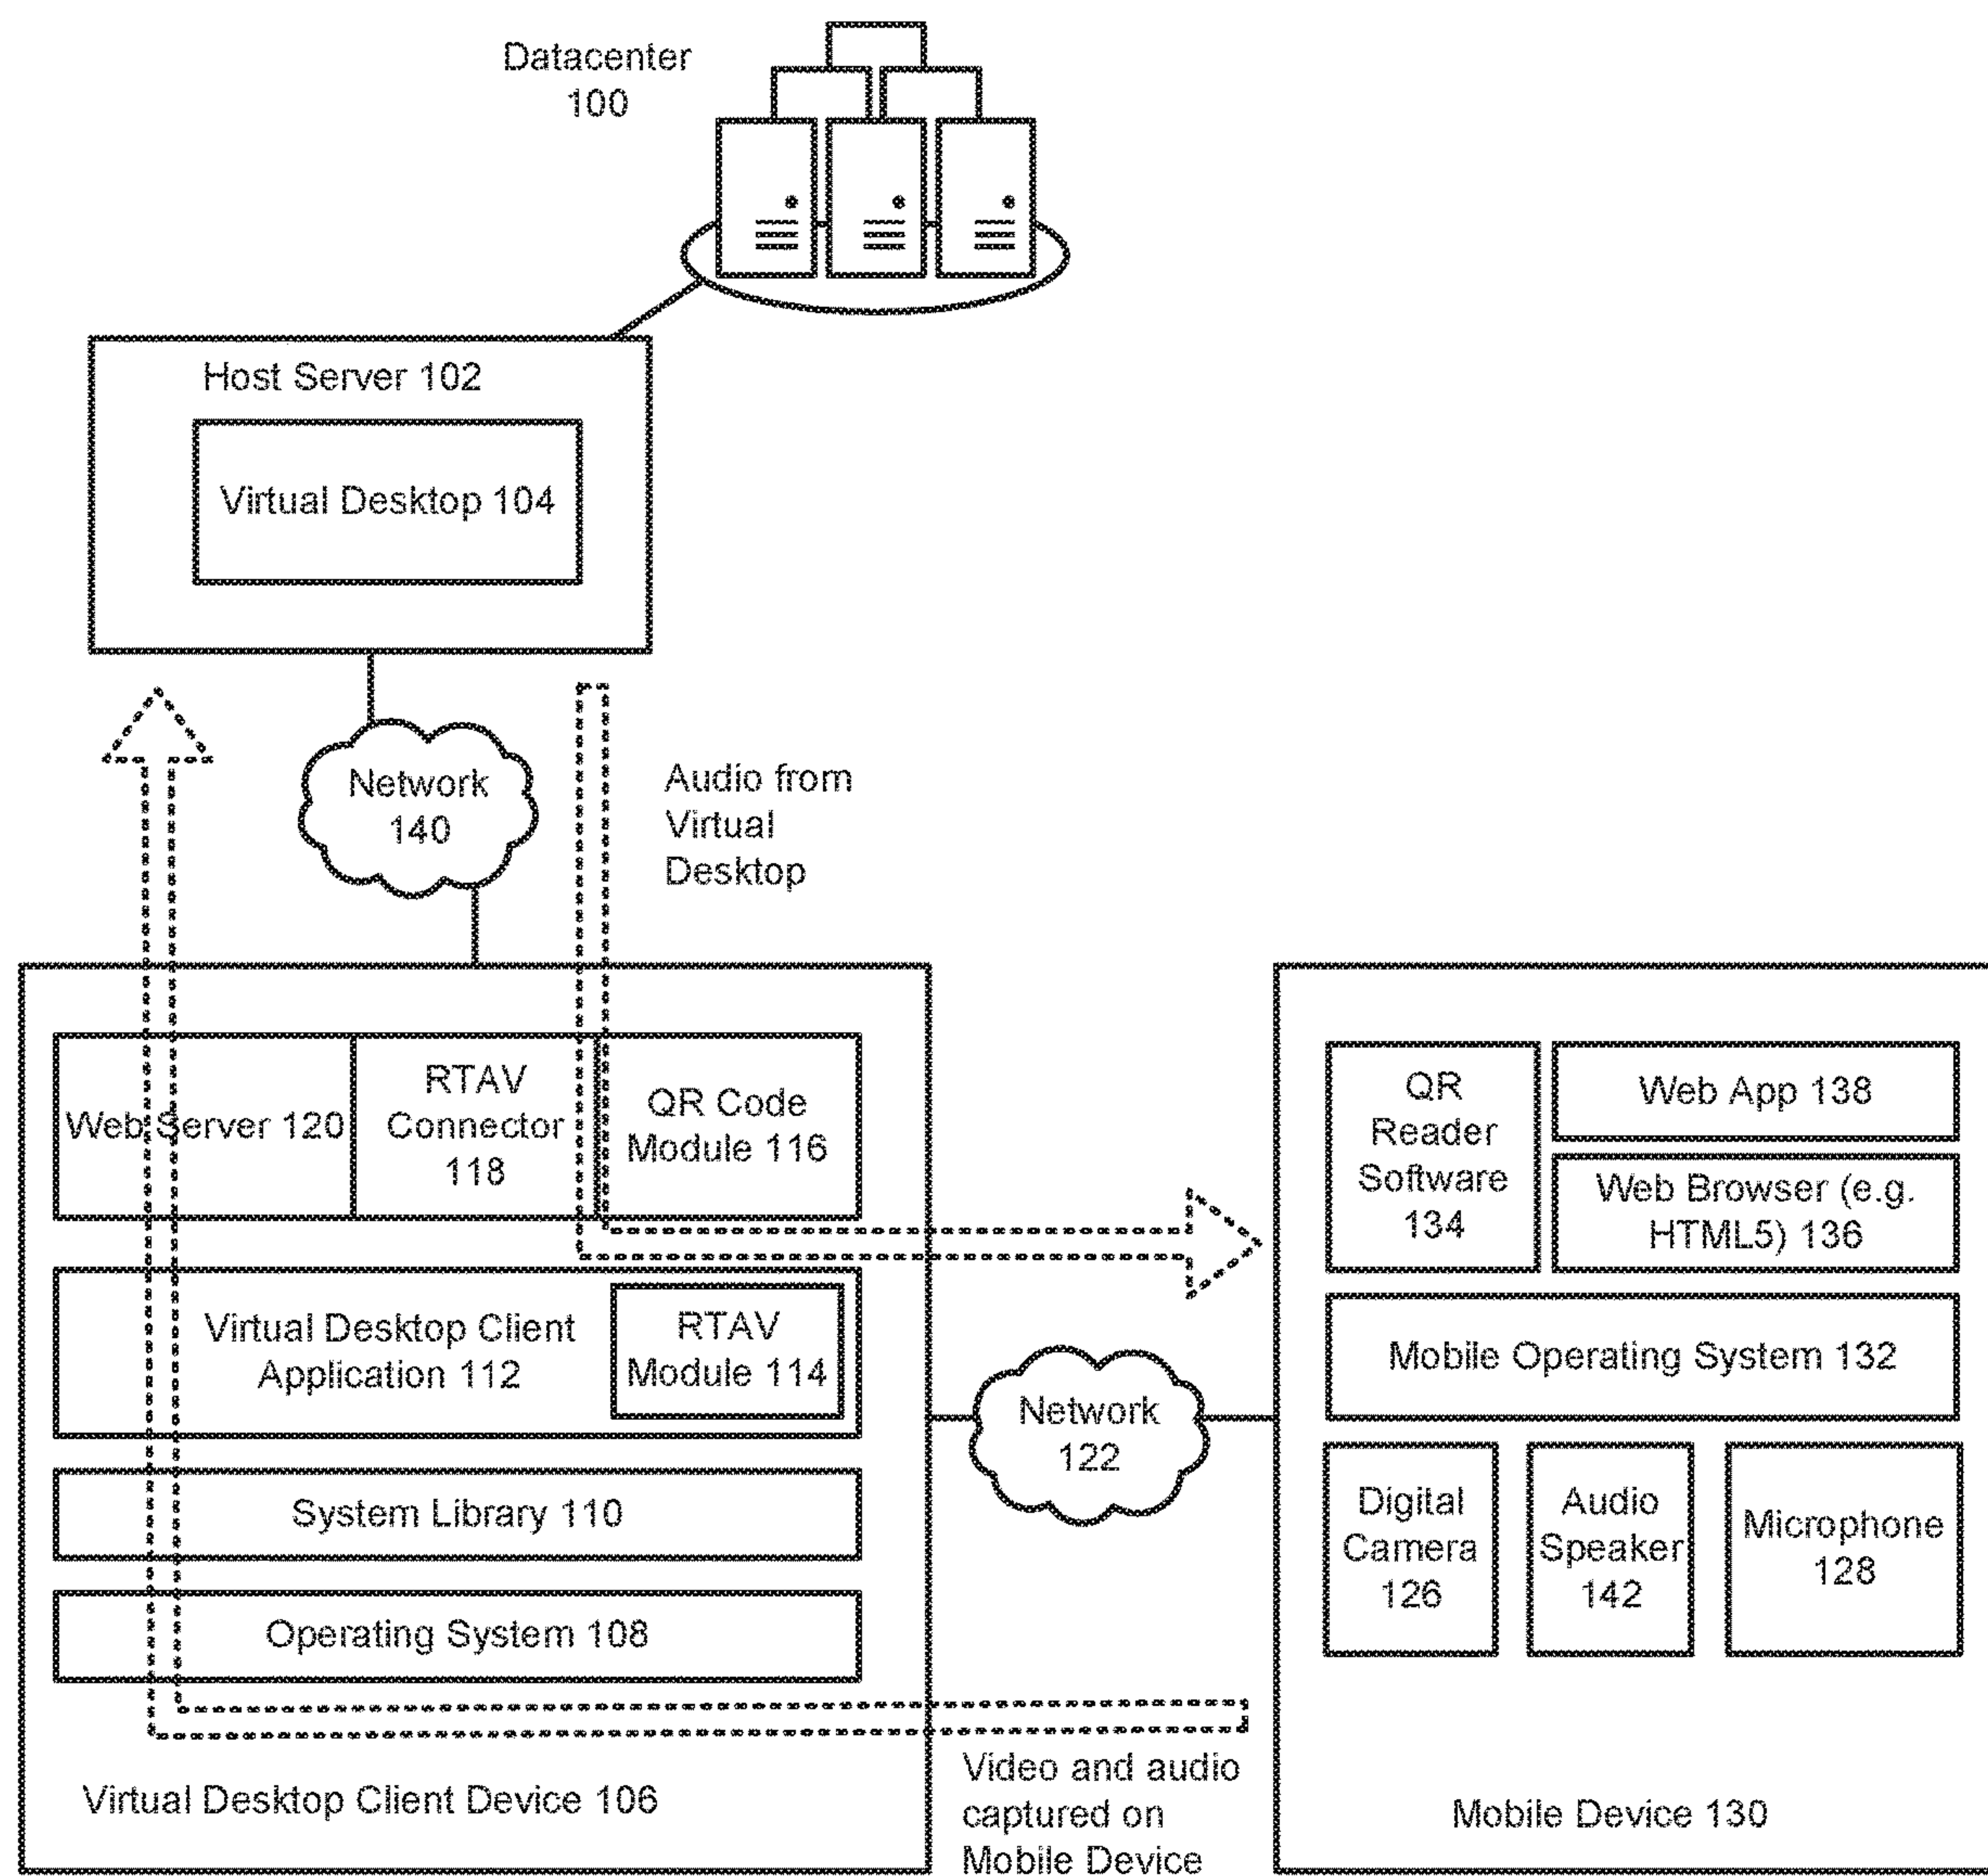 Datacenter
100
Host Server 102
Virtual Desktop 104
Network
140
Audio from
Virtual
Desktop
Web Server 120
RTAV
Connector
118
QR Code
Module 116
Virtual Desktop Client
Application 112
RTAV
Module 114
System Library 110
Operating System 108
Virtual Desktop Client Device 106
Network
122
Video and audio
captured on
Mobile Device
QR
Reader
Software
134
Web App 138
Web Browser (e.g.
HTML5) 136
Mobile Operating System 132
Digital
Camera
126
Audio
Speaker
142
Microphone
128
Mobile Device 130